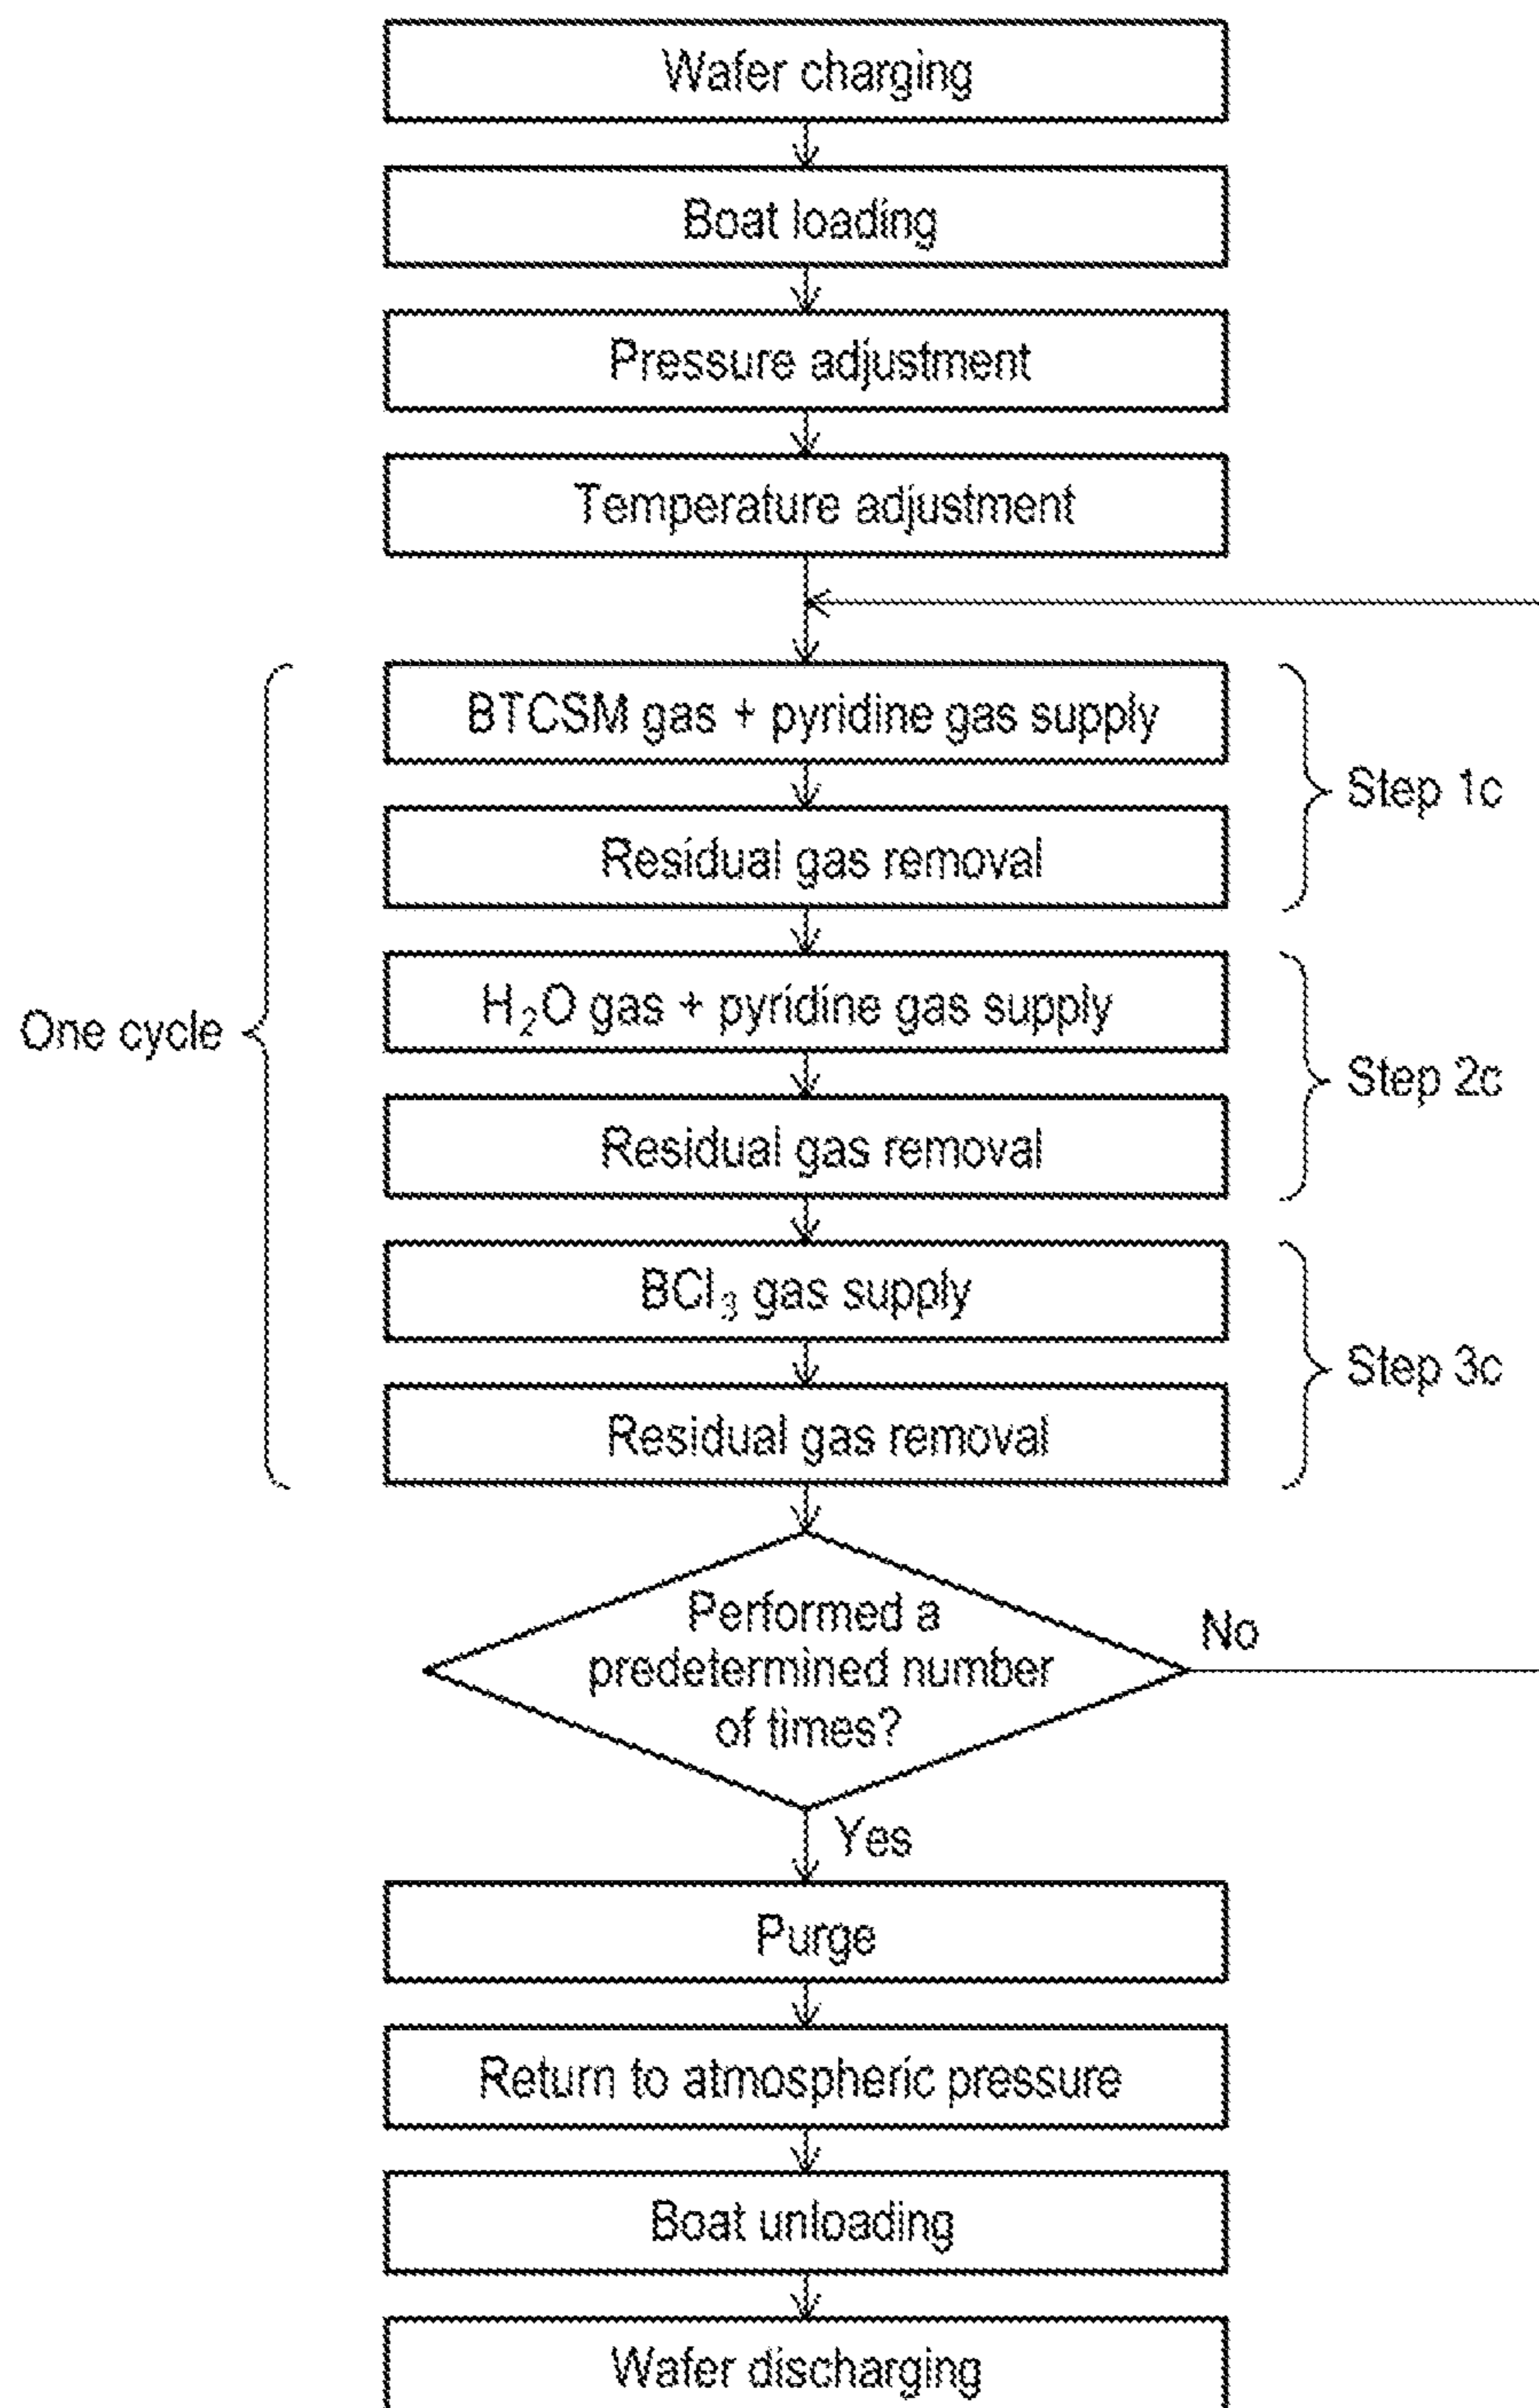 Wafer charging
Boat loading
Pressure adjustment
Temperature adjustment
BTCSM gas + pyridine gas supply
Step 1c
Residual gas removal
H₂O gas + pyridine gas supply
One cycle
Step 2c
Residual gas removal
BCl₃ gas supply
Step 3c
Residual gas removal
Performed a
predetermined number
of times?
No
Yes
Purge
Return to atmospheric pressure
Boat unloading
Wafer discharging